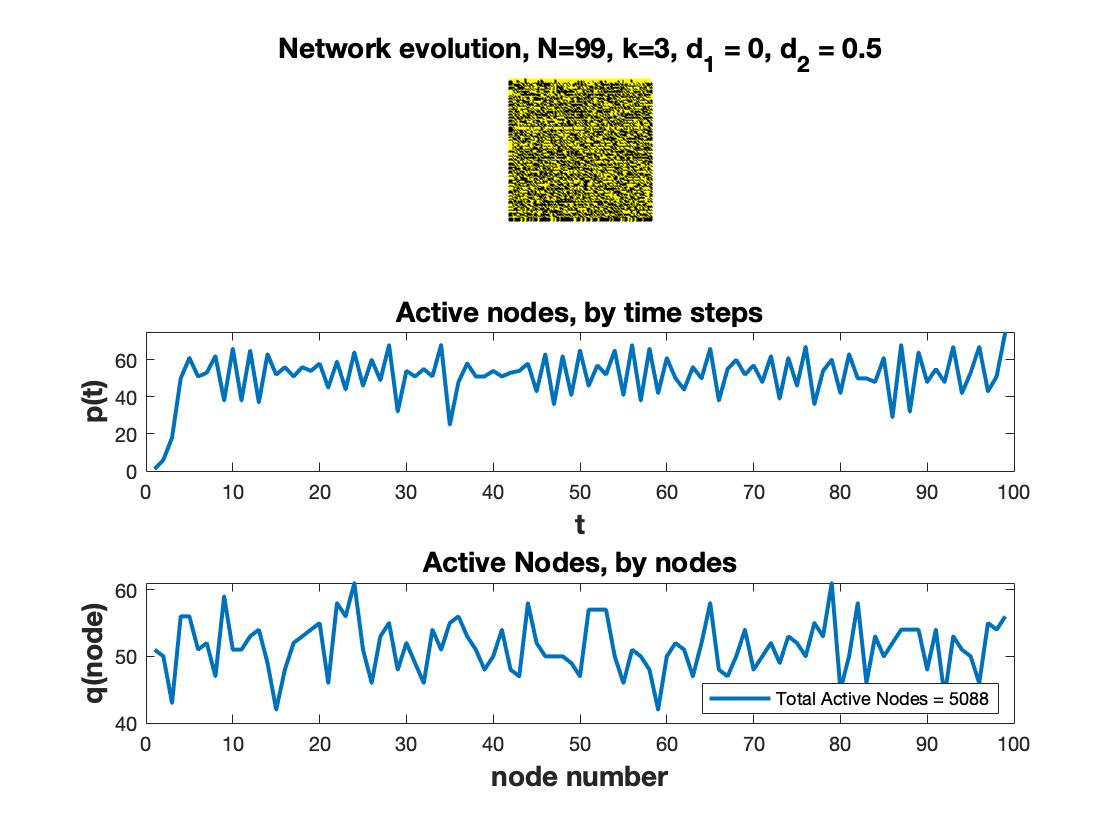 Network evolution, N=99, k=3, d1 = 0, d2 = 0.5
Active nodes, by time steps
p(t)
60
40
20
0
0 10 20 30 40 50 60 70 80 90 100
t
Active Nodes, by nodes
q(node)
60
50
40
Total Active Nodes = 5088
0 10 20 30 40 50 60 70 80 90 100
node number